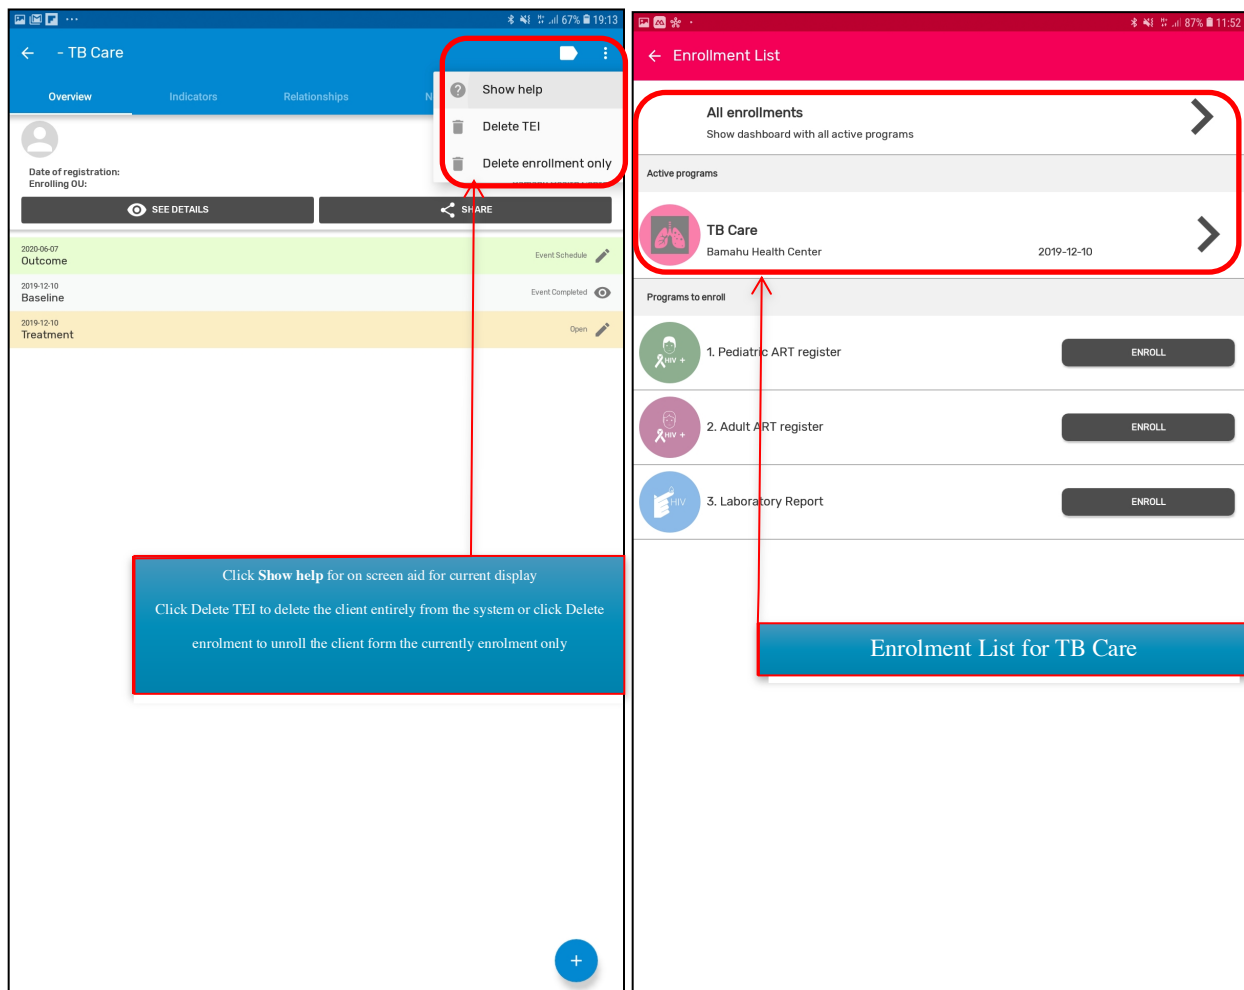 67% 19:13
- TB Care
Overview
Indicators
Relationships
N
Show help
Delete TEI
Delete enrollment only
Date of registration:
Enrolling OU:
SEE DETAILS
SHARE
2020-06-07
Outcome
Event Schedule
2019-12-10
Baseline
Event Completed
2019-12-10
Treatment
Open
Click Show help for on screen aid for current display
Click Delete TEI to delete the client entirely from the system or click Delete
enrolment to unroll the client form the currently enrolment only
+
87% 11:52
Enrollment List
All enrollments
Show dashboard with all active programs
Active programs
TB Care
Bamahu Health Center
2019-12-10
Programs to enroll
HIV +
1. Pediatric ART register
ENROLL
HIV +
2. Adult ART register
ENROLL
HIV
3. Laboratory Report
ENROLL
Enrolment List for TB Care